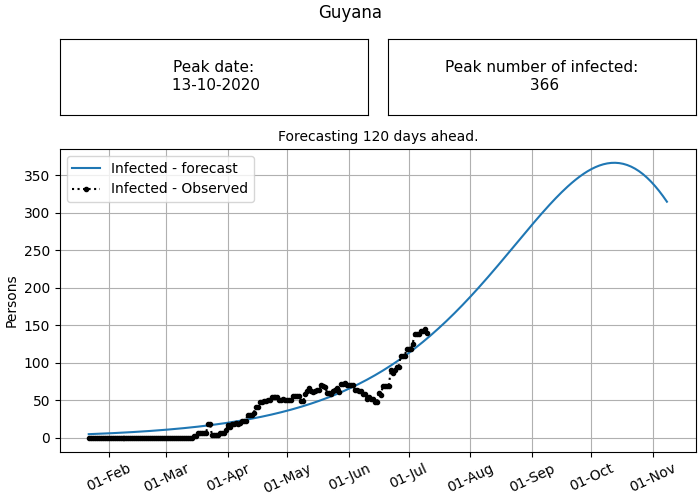 Guyana
Peak date:
13-10-2020
Peak number of infected:
366
Forecasting 120 days ahead.
Infected - forecast
Infected - Observed
Persons
350
300
250
200
150
100
50
0
01-Feb
01-Mar
01-Apr
01-May
01-Jun
01-Jul
01-Aug
01-Sep
01-Oct
01-Nov